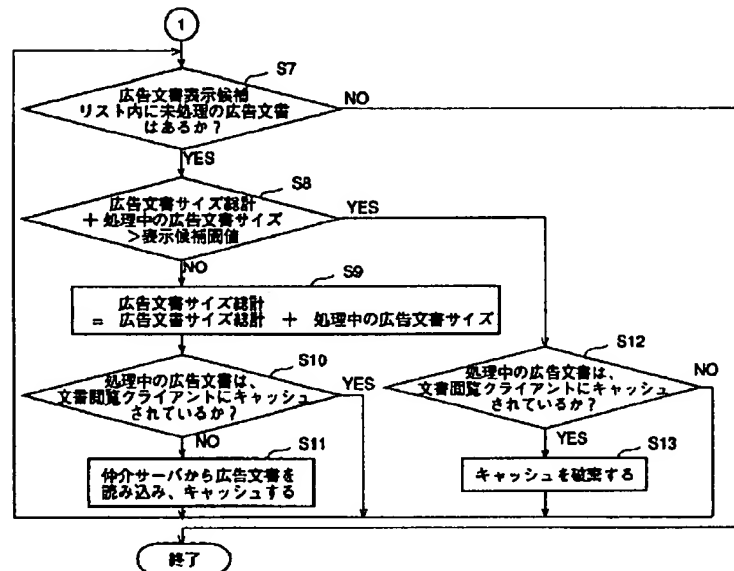 1
S7
広告文書表示候補
リスト内に未処理の広告文書
はあるか？
NO
YES
S8
広告文書サイズ総計
＋処理中の広告文書サイズ
＞表示候補閾値
YES
NO
S9
広告文書サイズ総計
＝ 広告文書サイズ総計 ＋ 処理中の広告文書サイズ
S10
処理中の広告文書は、
文書閲覧クライアントにキャッシュ
されているか？
YES
NO
S12
処理中の広告文書は、
文書閲覧クライアントにキャッシュ
されているか？
NO
YES
S11
仲介サーバから広告文書を
読み込み、キャッシュする
S13
キャッシュを破棄する
終了